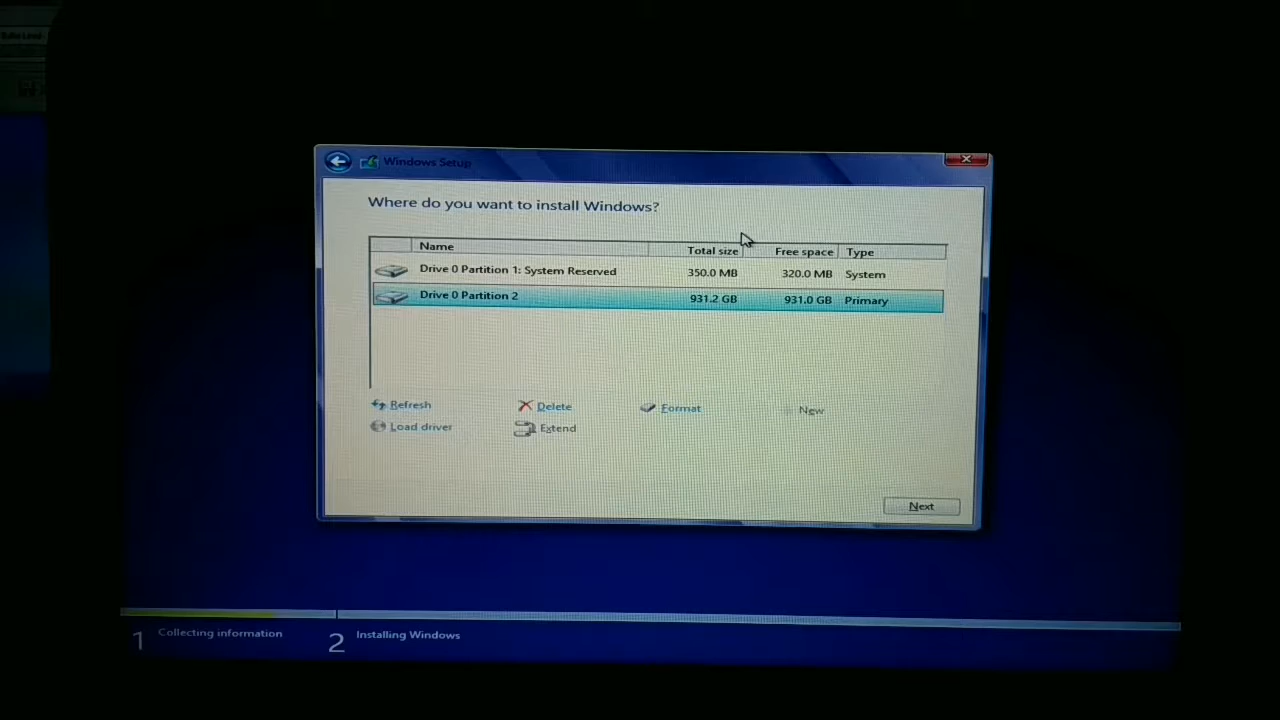 Windows Setup
Where do you want to install Windows?
Name Total size Free space Type
Drive 0 Partition 1: System Reserved 350.0 MB 320.0 MB System
Drive 0 Partition 2 931.2 GB 931.0 GB Primary
Refresh Delete Format New
Load driver Extend
Next
1 Collecting information 2 Installing Windows